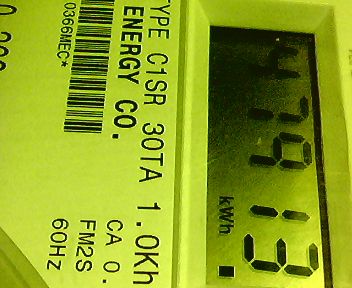 47913
kWh
TYPE C1SR 30TA 1.0Kh
ENERGY CO.
CA 0.
FM2S
*0366MEC*
60HZ